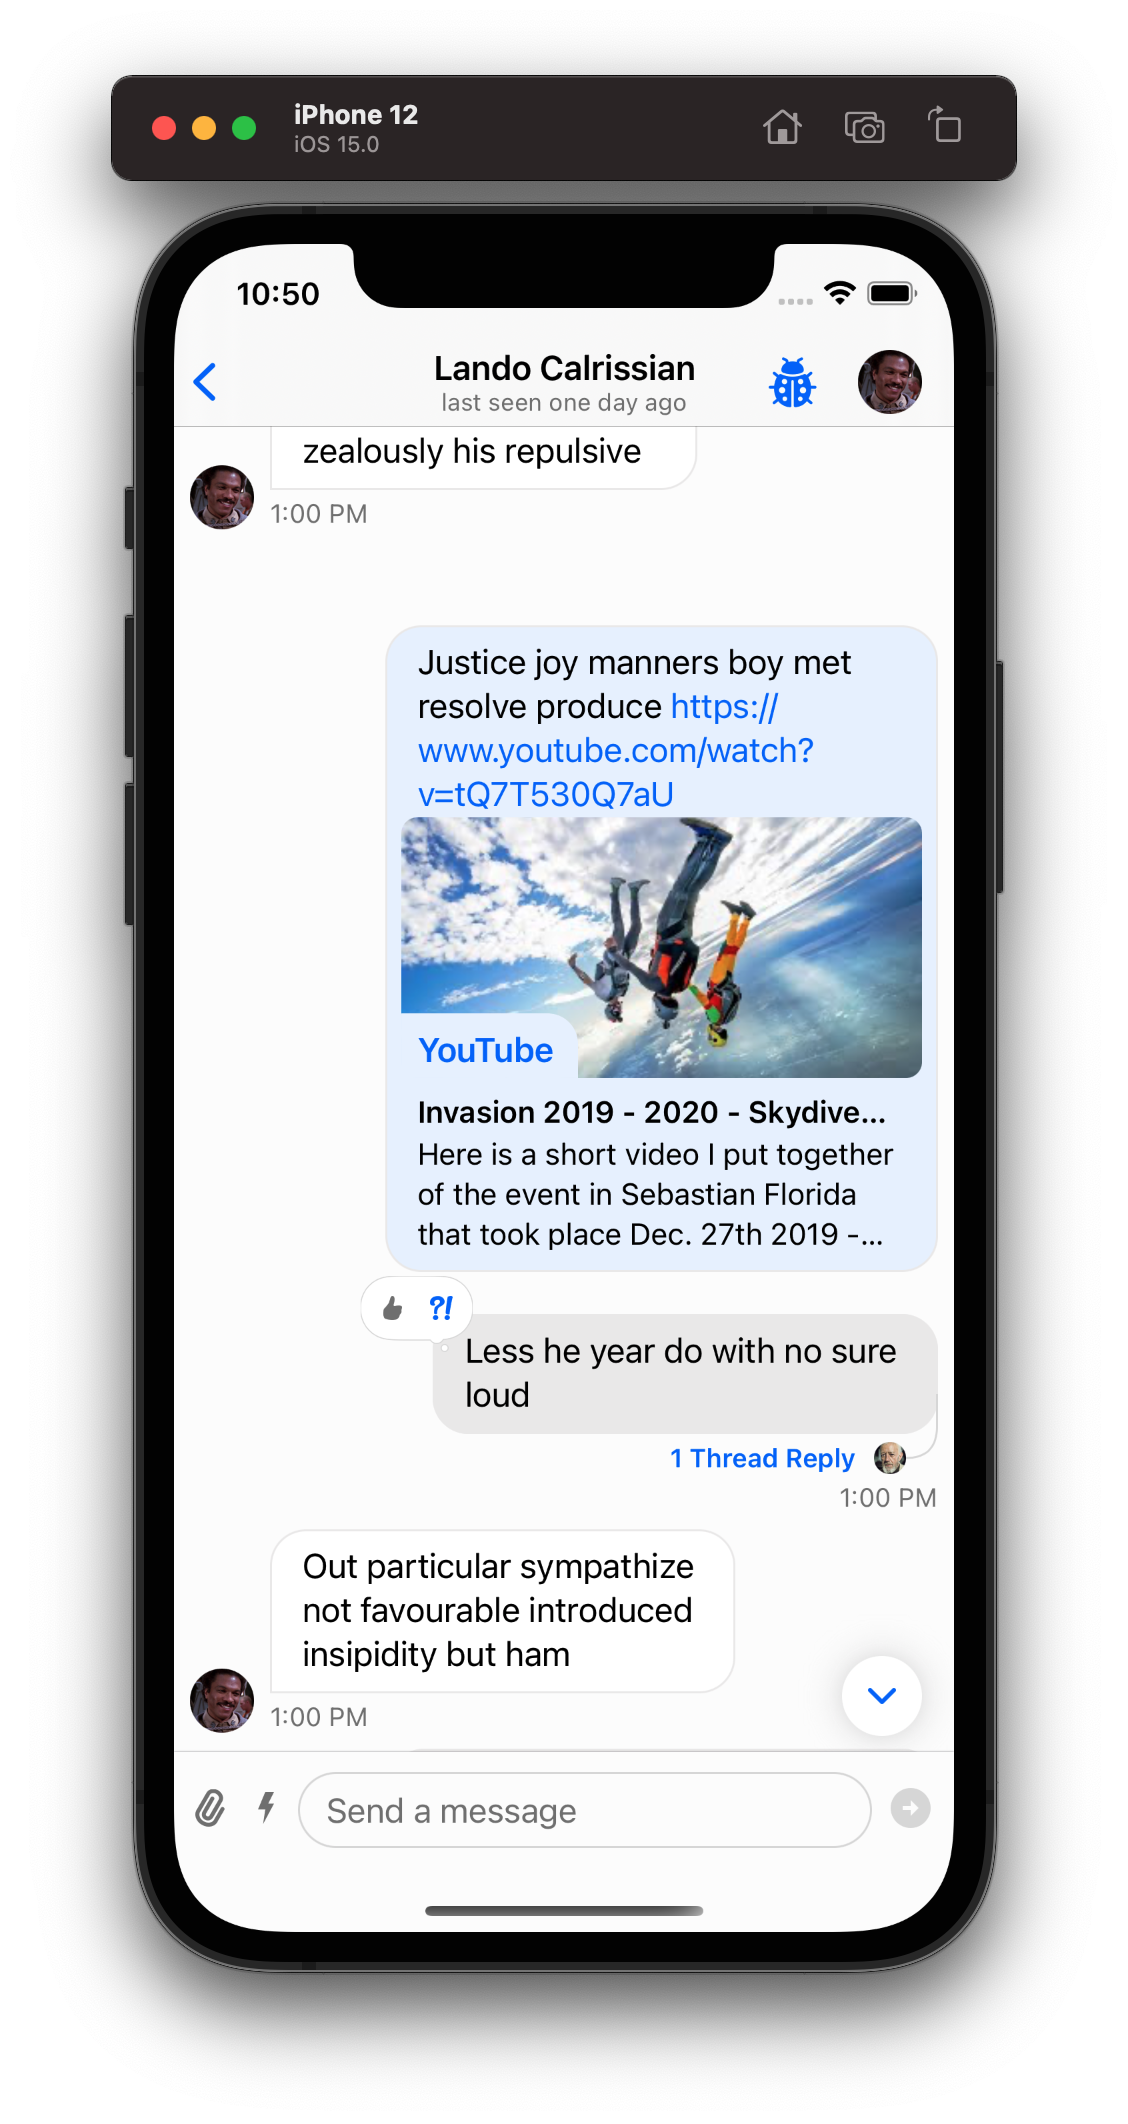 iPhone 12
iOS 15.0
10:50
Lando Calrissian
last seen one day ago
zealously his repulsive
1:00 PM
Justice joy manners boy met
resolve produce https://
www.youtube.com/watch?
v=tQ7T530Q7aU
YouTube
Invasion 2019 - 2020 - Skydive...
Here is a short video I put together
of the event in Sebastian Florida
that took place Dec. 27th 2019 -...
?!
Less he year do with no sure
loud
1 Thread Reply
1:00 PM
Out particular sympathize
not favourable introduced
insipidity but ham
1:00 PM
Send a message